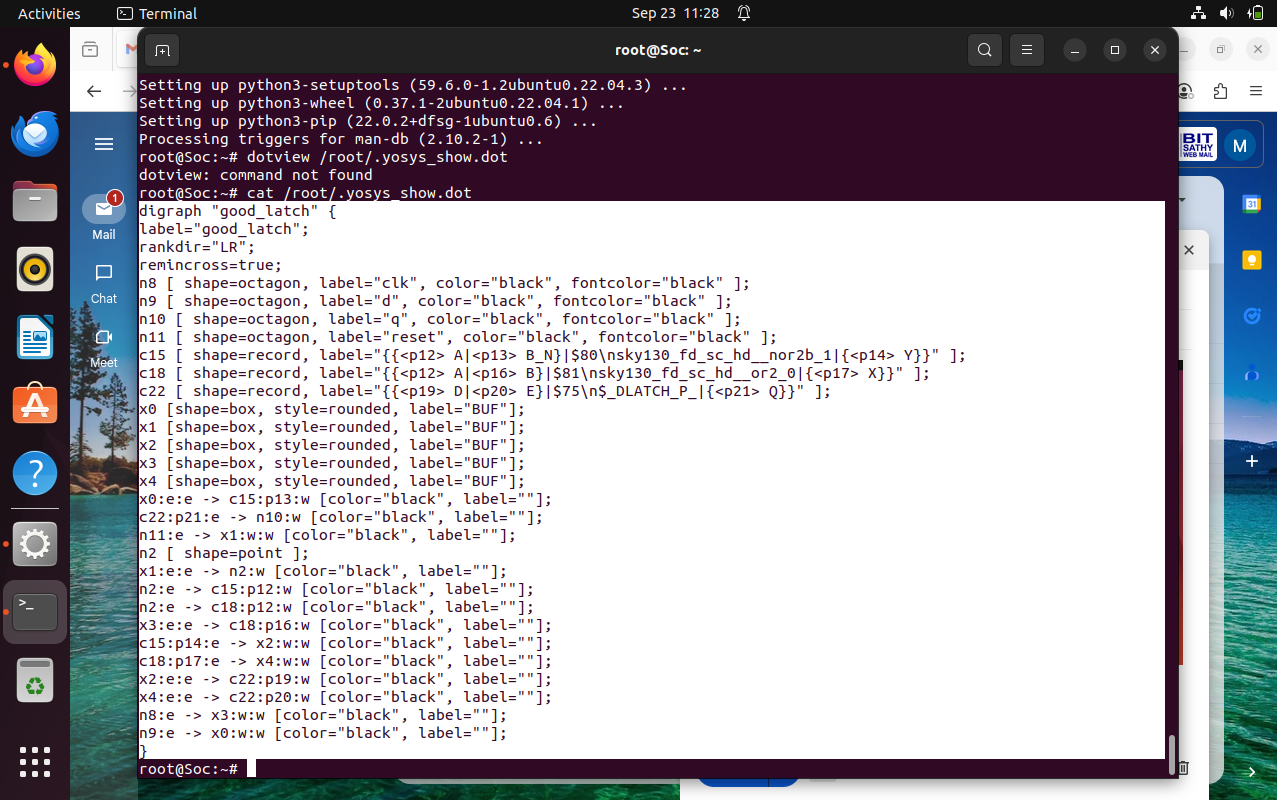 Activities
Terminal
Sep 23 11:28
root@Soc: ~
Setting up python3-setuptools (59.6.0-1.2ubuntu0.22.04.3) ...
Setting up python3-wheel (0.37.1-2ubuntu0.22.04.1) ...
Setting up python3-pip (22.0.2+dfsg-1ubuntu0.6) ...
Processing triggers for man-db (2.10.2-1) ...
root@Soc:~# dotview /root/.yosys_show.dot
dotview: command not found
root@Soc:~# cat /root/.yosys_show.dot
digraph "good_latch" {
label="good_latch";
rankdir="LR";
remincross=true;
n8 [ shape=octagon, label="clk", color="black", fontcolor="black" ];
n9 [ shape=octagon, label="d", color="black", fontcolor="black" ];
n10 [ shape=octagon, label="q", color="black", fontcolor="black" ];
n11 [ shape=octagon, label="reset", color="black", fontcolor="black" ];
c15 [ shape=record, label="{{<p12> A|<p13> B_N}|$80\nsky130_fd_sc_hd__nor2b_1|{<p14> Y}}" ];
c18 [ shape=record, label="{{<p12> A|<p16> B}|$81\nsky130_fd_sc_hd__or2_0|{<p17> X}}" ];
c22 [ shape=record, label="{{<p19> D|<p20> E}|$75\n$_DLATCH_P_|{<p21> Q}}" ];
x0 [shape=box, style=rounded, label="BUF"];
x1 [shape=box, style=rounded, label="BUF"];
x2 [shape=box, style=rounded, label="BUF"];
x3 [shape=box, style=rounded, label="BUF"];
x4 [shape=box, style=rounded, label="BUF"];
x0:e:e -> c15:p13:w [color="black", label=""];
c22:p21:e -> n10:w [color="black", label=""];
n11:e -> x1:w:w [color="black", label=""];
n2 [ shape=point ];
x1:e:e -> n2:w [color="black", label=""];
n2:e -> c15:p12:w [color="black", label=""];
n2:e -> c18:p12:w [color="black", label=""];
x3:e:e -> c18:p16:w [color="black", label=""];
c15:p14:e -> x2:w:w [color="black", label=""];
c18:p17:e -> x4:w:w [color="black", label=""];
x2:e:e -> c22:p19:w [color="black", label=""];
x4:e:e -> c22:p20:w [color="black", label=""];
n8:e -> x3:w:w [color="black", label=""];
n9:e -> x0:w:w [color="black", label=""];
}
root@Soc:~#
1
Mail
Chat
Meet
BIT
SATHY
WEB MAIL
M
31